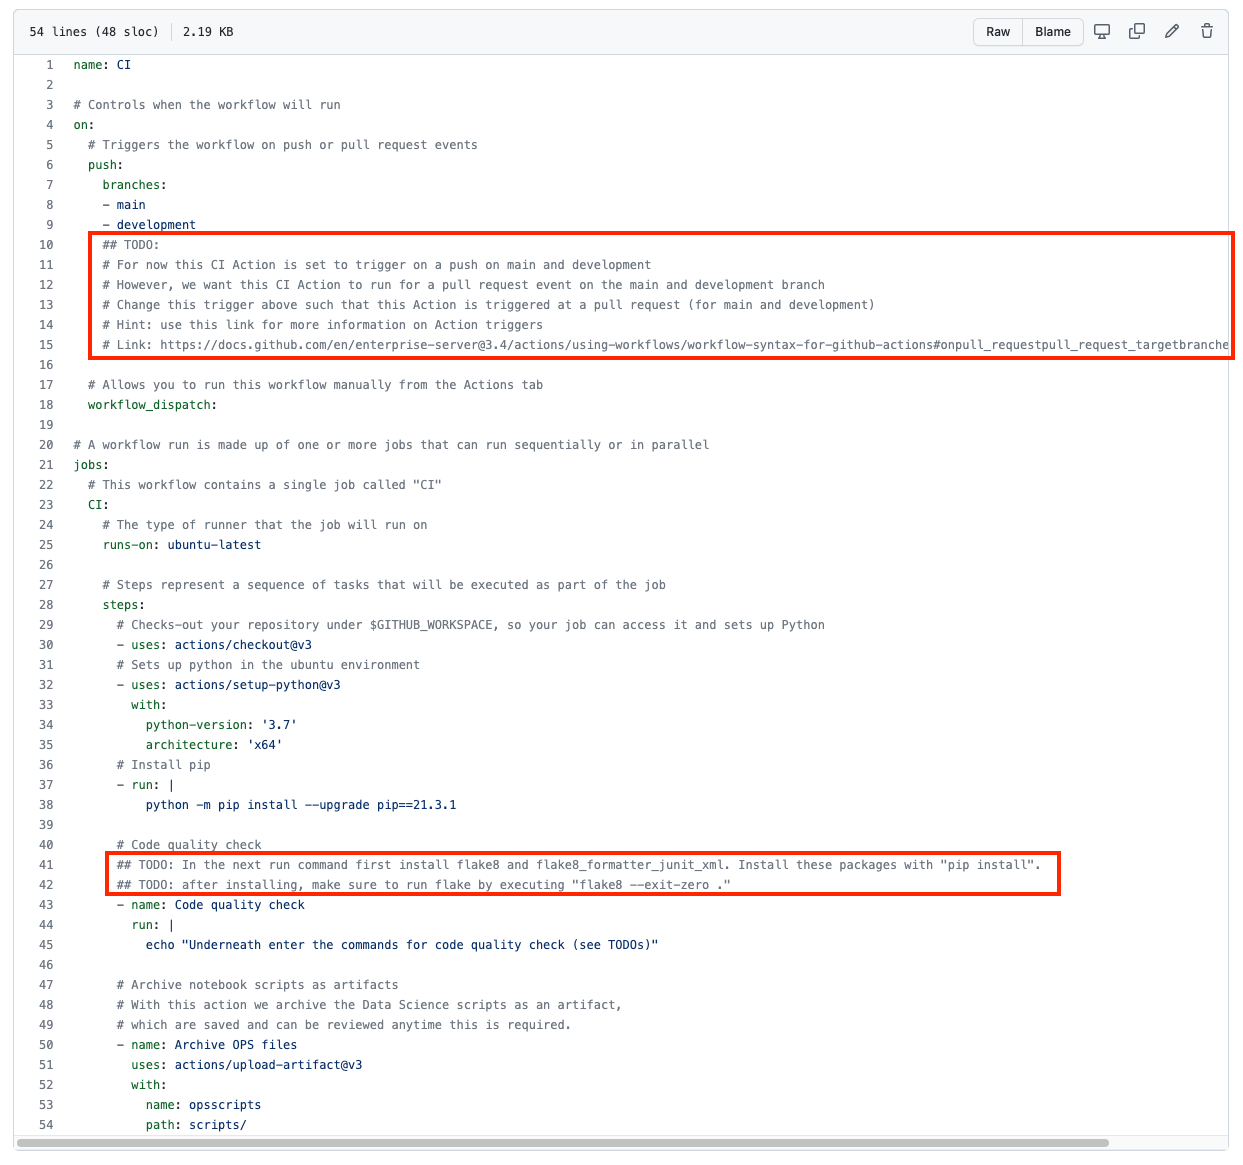 54 lines (48 sloc) 2.19 KB Raw Blame
1 name: CI
2
3 # Controls when the workflow will run
4 on:
5   # Triggers the workflow on push or pull request events
6   push:
7     branches:
8     - main
9     - development
10     ## TODO:
11     # For now this CI Action is set to trigger on a push on main and development
12     # However, we want this CI Action to run for a pull request event on the main and development branch
13     # Change this trigger above such that this Action is triggered at a pull request (for main and development)
14     # Hint: use this link for more information on Action triggers
15     # Link: https://docs.github.com/en/enterprise-server@3.4/actions/using-workflows/workflow-syntax-for-github-actions#onpull_requestpull_request_targetbranche
16
17   # Allows you to run this workflow manually from the Actions tab
18   workflow_dispatch:
19
20 # A workflow run is made up of one or more jobs that can run sequentially or in parallel
21 jobs:
22   # This workflow contains a single job called "CI"
23   CI:
24     # The type of runner that the job will run on
25     runs-on: ubuntu-latest
26
27     # Steps represent a sequence of tasks that will be executed as part of the job
28     steps:
29       # Checks-out your repository under $GITHUB_WORKSPACE, so your job can access it and sets up Python
30       - uses: actions/checkout@v3
31       # Sets up python in the ubuntu environment
32       - uses: actions/setup-python@v3
33         with:
34           python-version: '3.7'
35           architecture: 'x64'
36       # Install pip
37       - run: |
38           python -m pip install --upgrade pip==21.3.1
39
40       # Code quality check
41       ## TODO: In the next run command first install flake8 and flake8_formatter_junit_xml. Install these packages with "pip install".
42       ## TODO: after installing, make sure to run flake by executing "flake8 --exit-zero ."
43       - name: Code quality check
44         run: |
45           echo "Underneath enter the commands for code quality check (see TODOs)"
46
47       # Archive notebook scripts as artifacts
48       # With this action we archive the Data Science scripts as an artifact,
49       # which are saved and can be reviewed anytime this is required.
50       - name: Archive OPS files
51         uses: actions/upload-artifact@v3
52         with:
53           name: opsscripts
54           path: scripts/